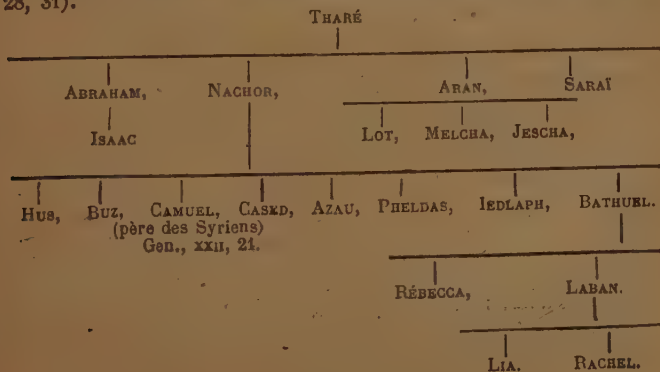 28, 31).
THARÉ
ABRAHAM, NACHOR, ARAN, SARAÏ
ISAAC
LOT, MELCHA, JESCHA,
HUS, BUZ, CAMUEL, CASED, AZAU, PHELDAS, IEDLAPH, BATHUEL.
(père des Syriens)
Gen., XXII, 21.
RÉBECCA, LABAN.
LIA. RACHEL.